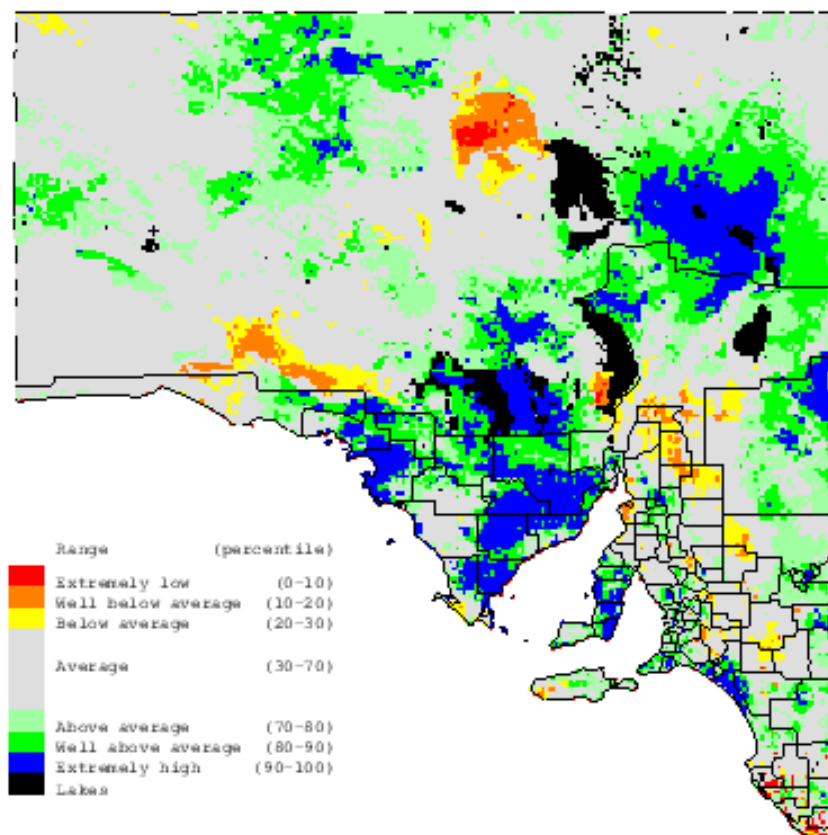 Range (percentile)
Extremely low (0-10)
Well below average (10-20)
Below average (20-30)
Average (30-70)
Above average (70-80)
Well above average (80-90)
Extremely high (90-100)
Lakes